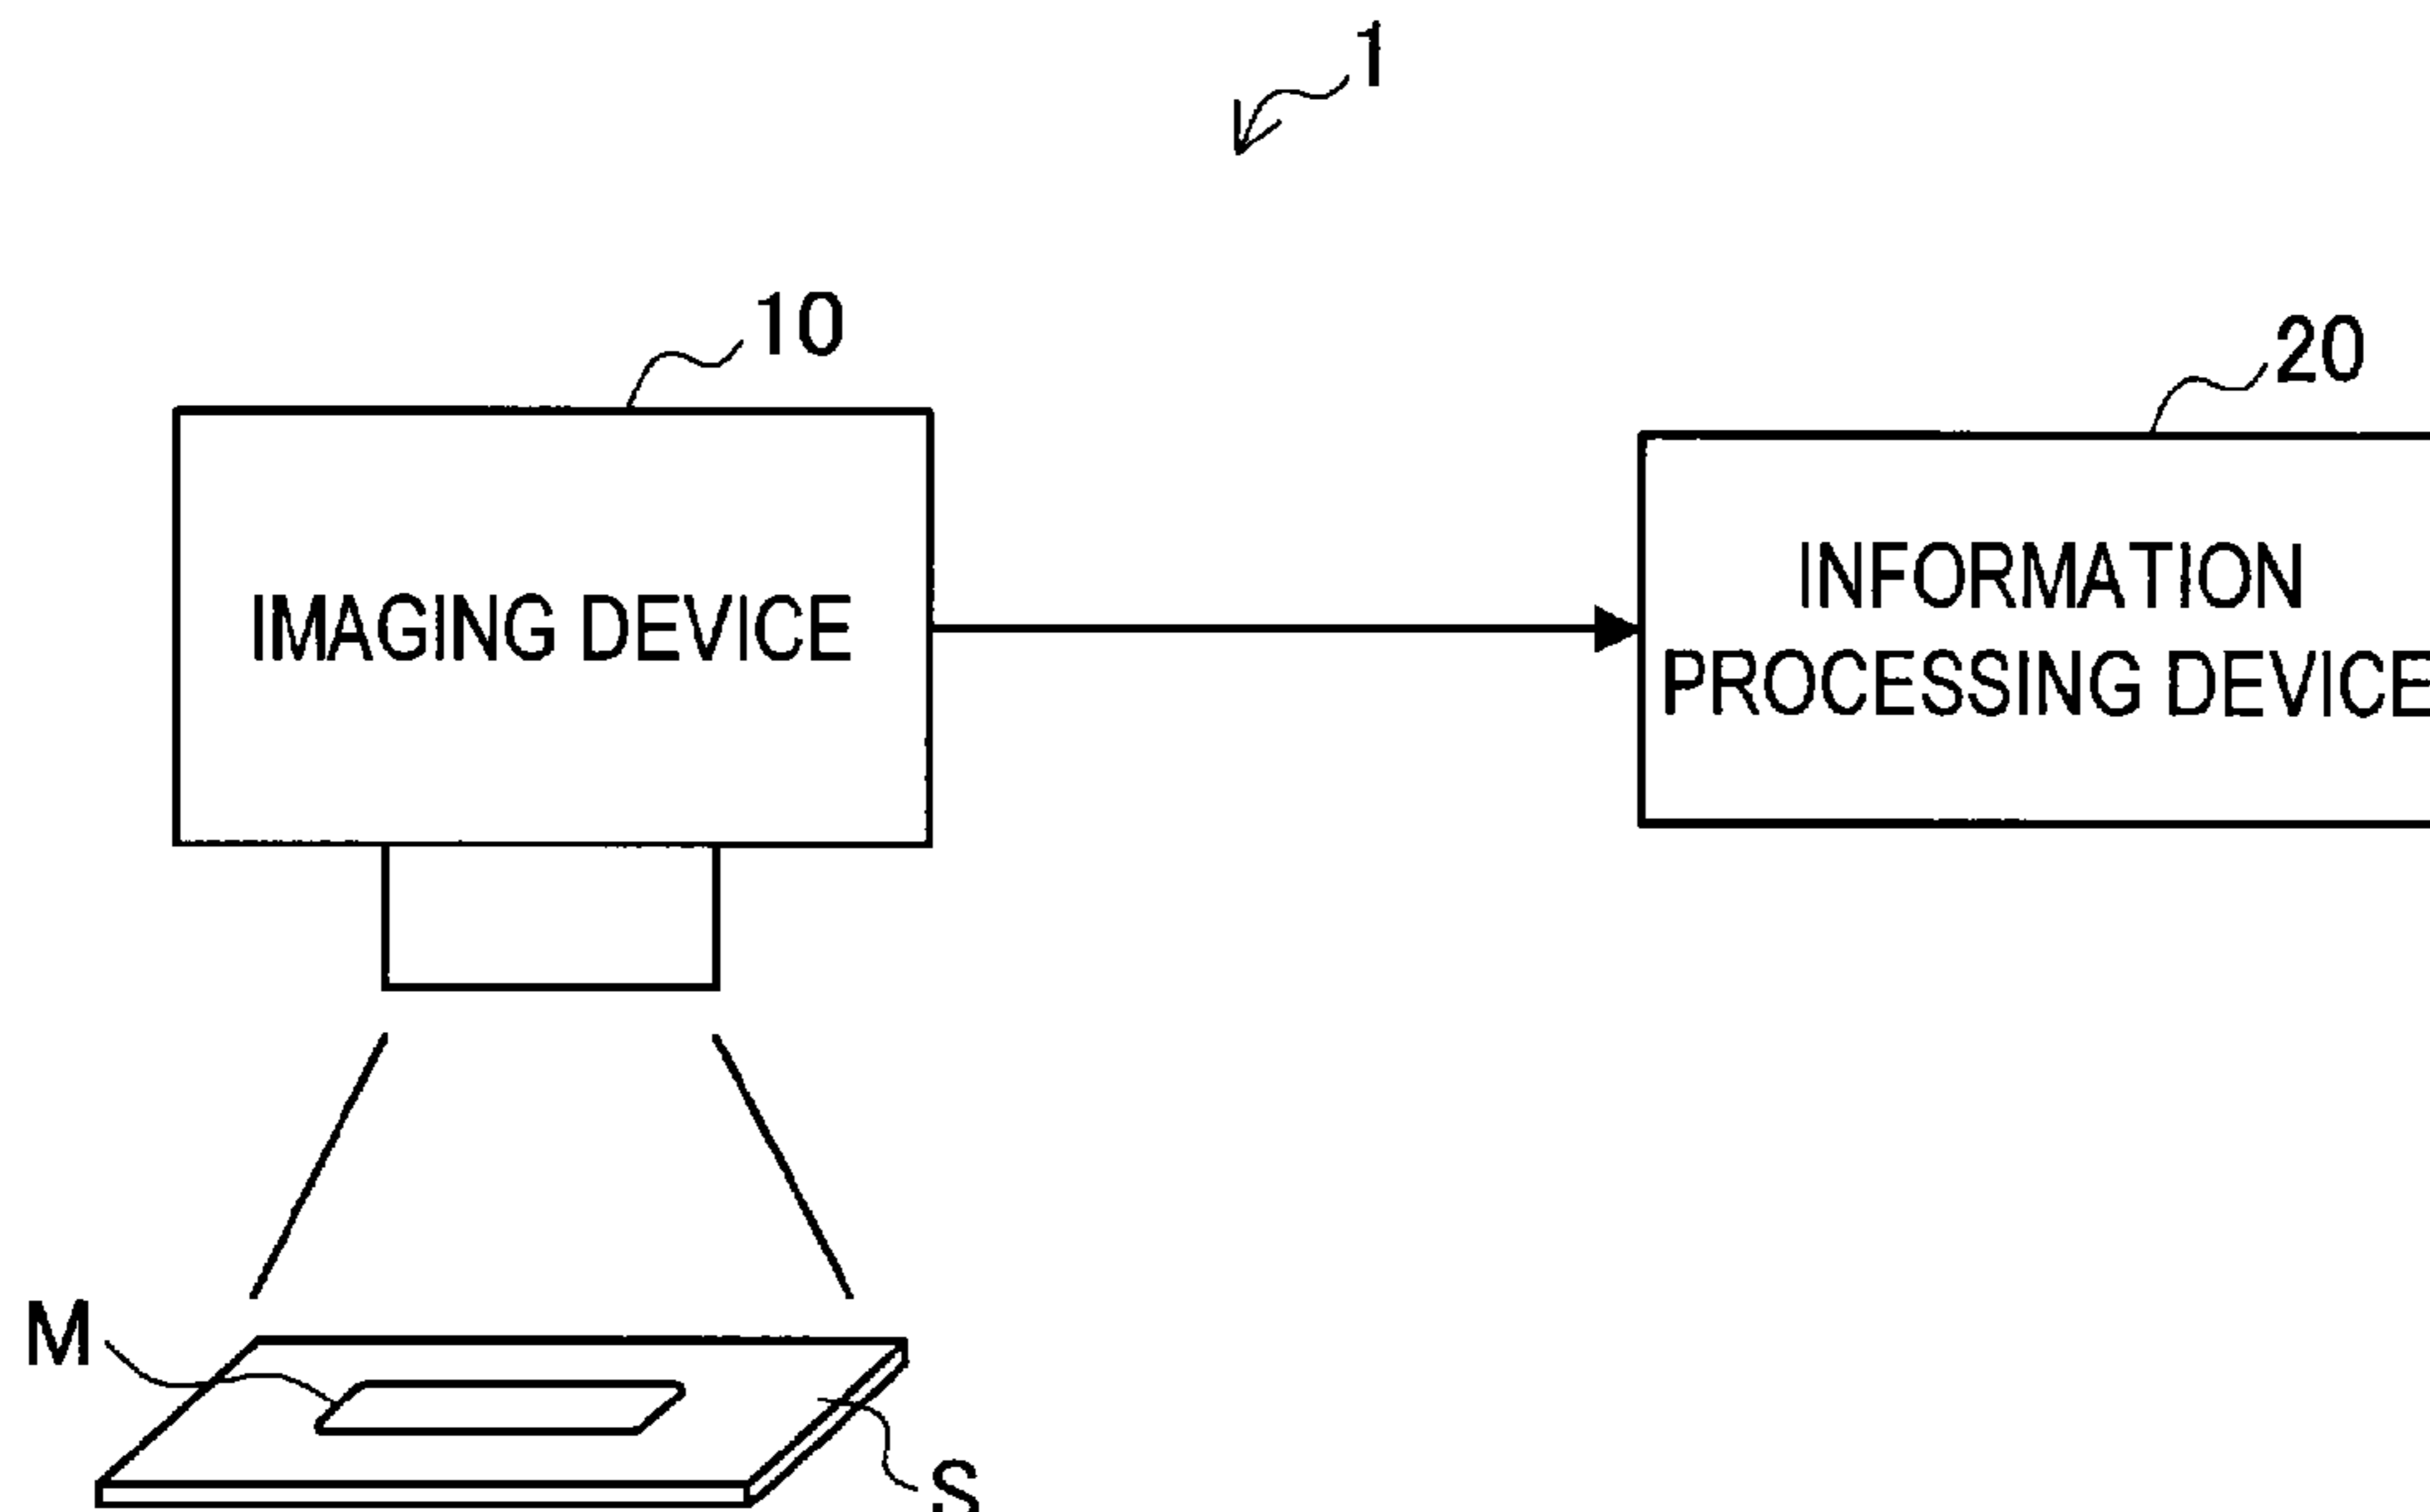 1
10
20
IMAGING DEVICE
INFORMATION
PROCESSING DEVICE
M
S